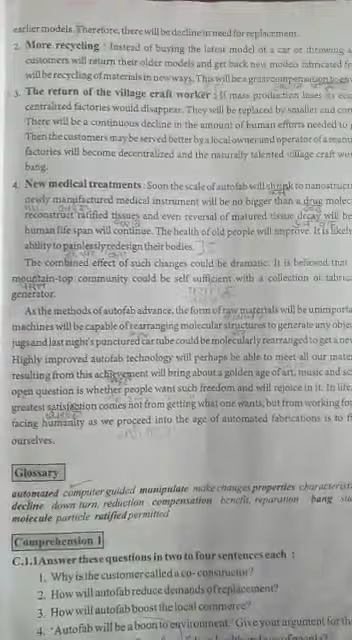 earlier models. Therefore, there will be decline in need for replacement.
2. More recycling : Instead of buying the latest model of a car or throwing a
customers will return their older models and get back new models fabricated fr
will be recycling of materials in new ways. This will be a great compensation to en
3. The return of the village craft worker : If mass production loses its eco
centralized factories would disappear. They will be replaced by smaller and con
There will be a continuous decline in the amount of human efforts needed to
Then the customers may be served better by a local owner and operator of a manu
factories will become decentralized and the naturally talented village craft wor
bang.
4. New medical treatments : Soon the scale of autofab will shrink to nanostructu
newly manufactured medical instrument will be no bigger than a drug molec
reconstruct ratified tissues and even reversal of matured tissue decay will be
human life span will continue. The health of old people will improve. It is likely
ability to painlessly redesign their bodies.
The combined effect of such changes could be dramatic. It is believed that
mountain-top community could be self sufficient with a collection of fabric
generator.
As the methods of autofab advance, the form of raw materials will be unimporta
machines will be capable of rearranging molecular structures to generate any objec
jugs and last night's punctured car tube could be molecularly rearranged to get a nev
Highly improved autofab technology will perhaps be able to meet all our mater
resulting from this achievement will bring about a golden age of art, music and sc
open question is whether people want such freedom and will rejoice in it. In life,
greatest satisfaction comes not from getting what one wants, but from working for
facing humanity as we proceed into the age of automated fabrications is to fi
ourselves.
Glossary
automated computer guided manipulate make changes properties characterist
decline down turn, reduction compensation benefit, reparation bang su
molecule particle ratified permitted
Comprehension I
C.1.1 Answer these questions in two to four sentences each :
1. Why is the customer called a co- constructor?
2. How will autofab reduce demands of replacement?
3. How will autofab boost the local commerce?
4. 'Autofab will be a boon to environment.' Give your argument for th